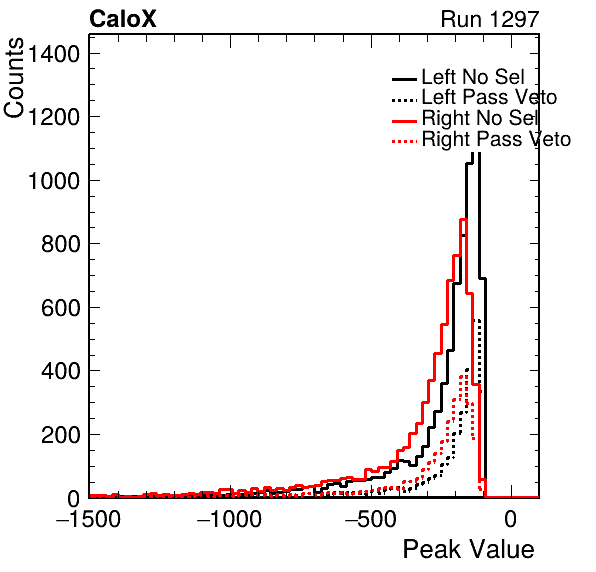 CaloX Run 1297
Counts
1400
1200
1000
800
600
400
200
0
Left No Sel
Left Pass Veto
Right No Sel
Right Pass Veto
−1500 −1000 −500 0
Peak Value